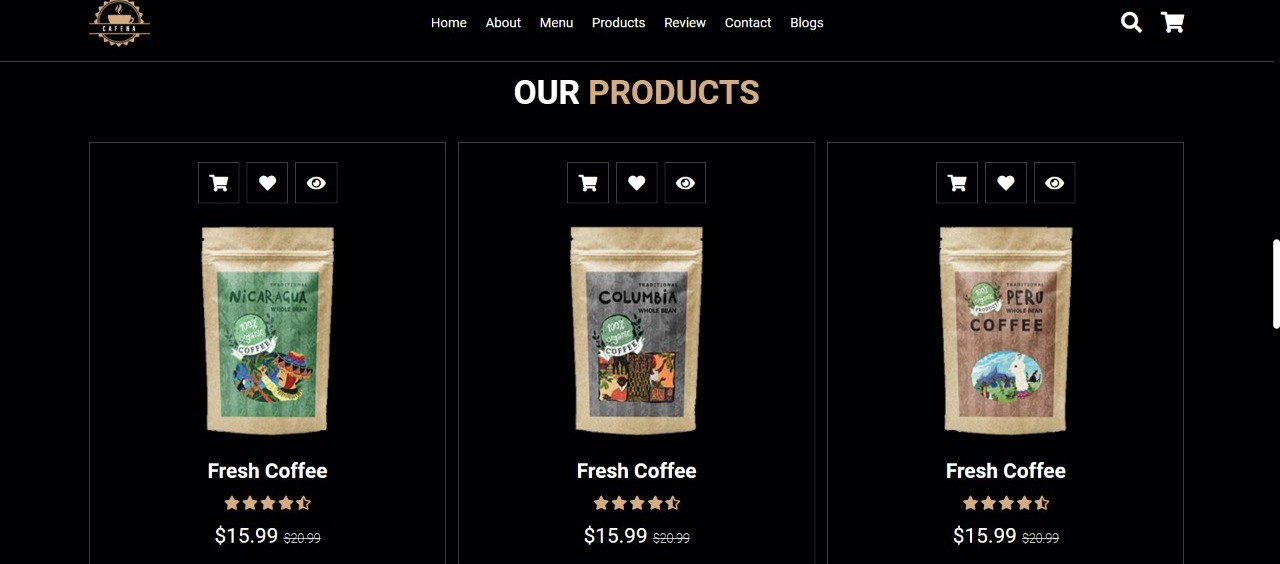 CAFENA
Home About Menu Products Review Contact Blogs
OUR PRODUCTS
TRADITIONAL
NiCARAGUA
WHOLE BEAN
100%
organic
COFFEE
TRADITIONAL
COLUMBiA
WHOLE BEAN
100%
organic
COFFEE
TRADITIONAL
100%
organic
PRODUCT
PERU
WHOLE BEAN
COFFEE
Fresh Coffee
Fresh Coffee
Fresh Coffee
$15.99 $20.99
$15.99 $20.99
$15.99 $20.99